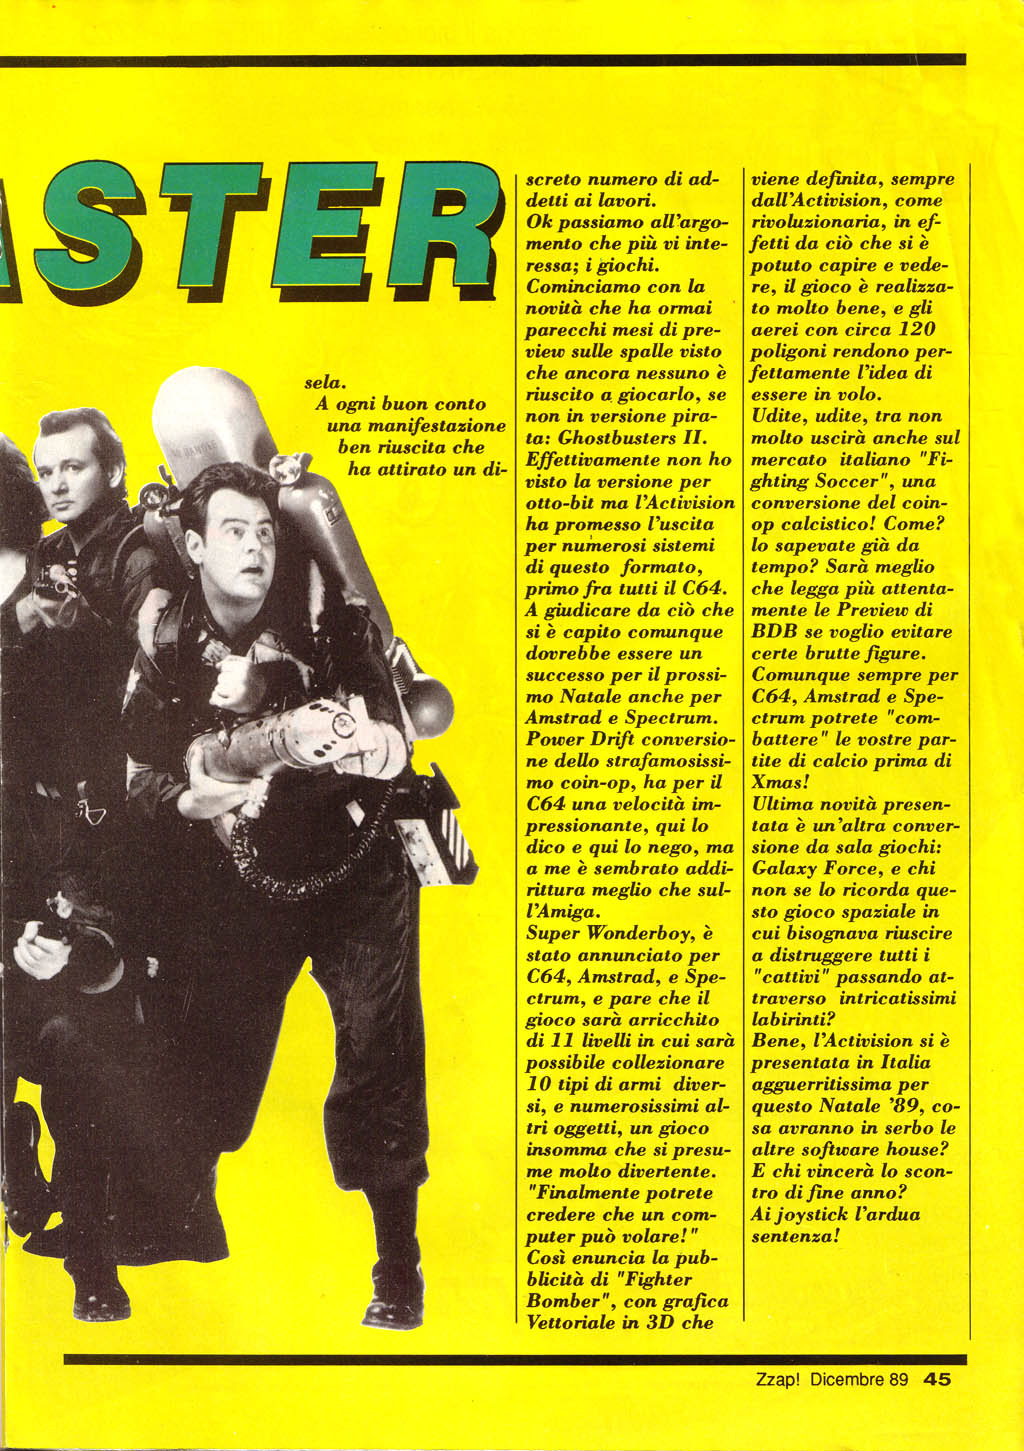 ASTER
sela.
A ogni buon conto
una manifestazione
ben riuscita che
ha attirato un di-
screto numero di ad-
detti ai lavori.
Ok passiamo all'argo-
mento che più vi inte-
ressa; i giochi.
Cominciamo con la
novità che ha ormai
parecchi mesi di pre-
view sulle spalle visto
che ancora nessuno è
riuscito a giocarlo, se
non in versione pira-
ta: Ghostbusters II.
Effettivamente non ho
visto la versione per
otto-bit ma l'Activision
ha promesso l'uscita
per numerosi sistemi
di questo formato,
primo fra tutti il C64.
A giudicare da ciò che
si è capito comunque
dovrebbe essere un
successo per il prossi-
mo Natale anche per
Amstrad e Spectrum.
Power Drift conversio-
ne dello strafamosissi-
mo coin-op, ha per il
C64 una velocità im-
pressionante, qui lo
dico e qui lo nego, ma
a me è sembrato addi-
rittura meglio che sul-
l'Amiga.
Super Wonderboy, è
stato annunciato per
C64, Amstrad, e Spe-
ctrum, e pare che il
gioco sarà arricchito
di 11 livelli in cui sarà
possibile collezionare
10 tipi di armi diver-
si, e numerosissimi al-
tri oggetti, un gioco
insomma che si presu-
me molto divertente.
"Finalmente potrete
credere che un com-
puter può volare!"
Così enuncia la pub-
blicità di "Fighter
Bomber", con grafica
Vettoriale in 3D che
viene definita, sempre
dall'Activision, come
rivoluzionaria, in ef-
fetti da ciò che si è
potuto capire e vede-
re, il gioco è realizza-
to molto bene, e gli
aerei con circa 120
poligoni rendono per-
fettamente l'idea di
essere in volo.
Udite, udite, tra non
molto uscirà anche sul
mercato italiano "Fi-
ghting Soccer", una
conversione del coin-
op calcistico! Come?
lo sapevate già da
tempo? Sarà meglio
che legga più attenta-
mente le Preview di
BDB se voglio evitare
certe brutte figure.
Comunque sempre per
C64, Amstrad e Spe-
ctrum potrete "com-
battere" le vostre par-
tite di calcio prima di
Xmas!
Ultima novità presen-
tata è un'altra conver-
sione da sala giochi:
Galaxy Force, e chi
non se lo ricorda que-
sto gioco spaziale in
cui bisognava riuscire
a distruggere tutti i
"cattivi" passando at-
traverso intricatissimi
labirinti?
Bene, l'Activision si è
presentata in Italia
agguerritissima per
questo Natale '89, co-
sa avranno in serbo le
altre software house?
E chi vincerà lo scon-
tro di fine anno?
Ai joystick l'ardua
sentenza!
Zzap! Dicembre 89 45